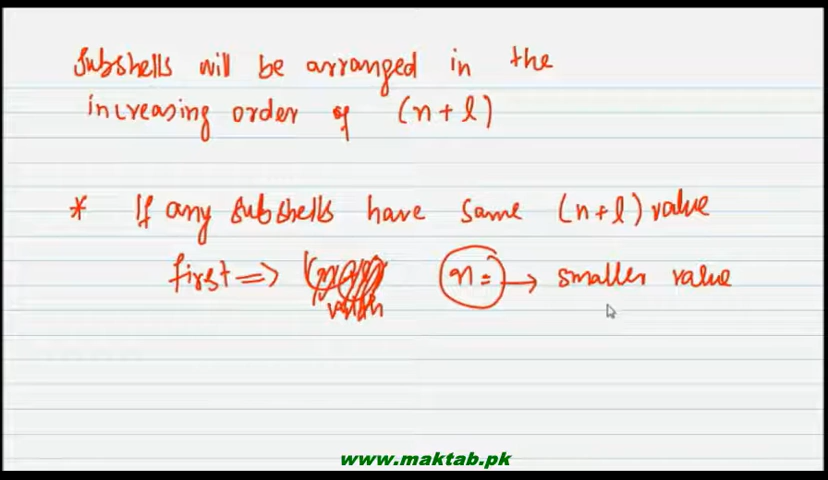 Subshells will be arranged in the
increasing order of (n+l)
* If any subshells have same (n+l) value
first => n = → smaller value
www.maktab.pk